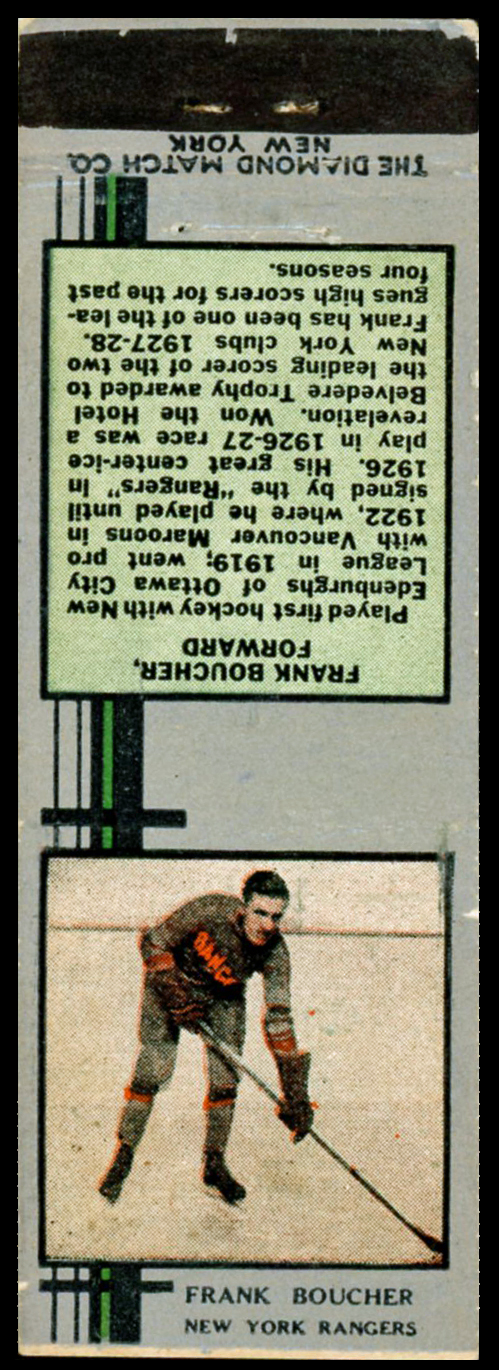 FRANK BOUCHER,
FORWARD
Played first hockey with New
Edenburghs of Ottawa City
League in 1919; went pro
with Vancouver Maroons in
1922, where he played until
signed by the "Rangers" in
1926. His great center-ice
play in 1926-27 race was a
revelation. Won the Hotel
Belvedere Trophy awarded to
the leading scorer of the two
New York clubs 1927-28.
Frank has been one of the lea-
gues high scorers for the past
four seasons.
THE DIAMOND MATCH CO.
NEW YORK
RANG
FRANK BOUCHER
NEW YORK RANGERS